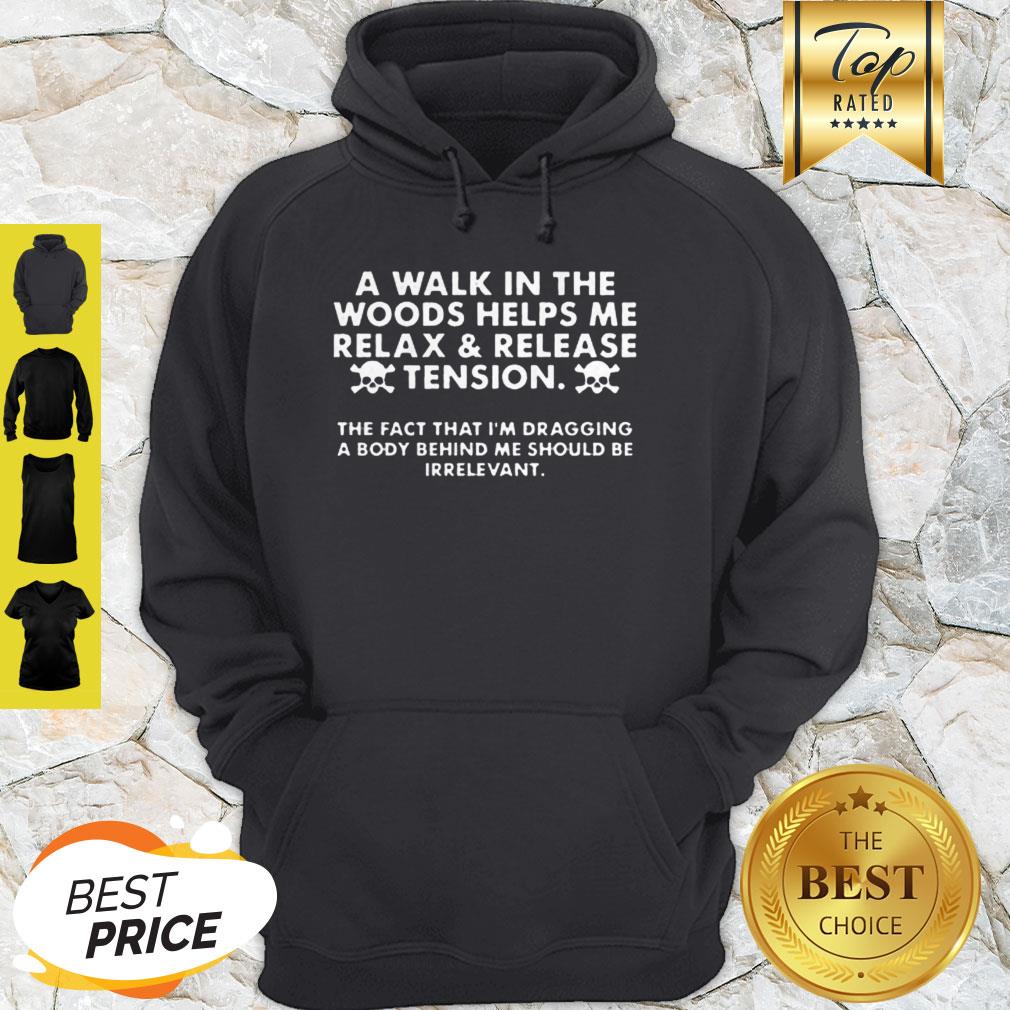 Top
RATED
A WALK IN THE
WOODS HELPS ME
RELAX & RELEASE
TENSION.
THE FACT THAT I'M DRAGGING
A BODY BEHIND ME SHOULD BE
IRRELEVANT.
BEST
PRICE
THE
BEST
CHOICE